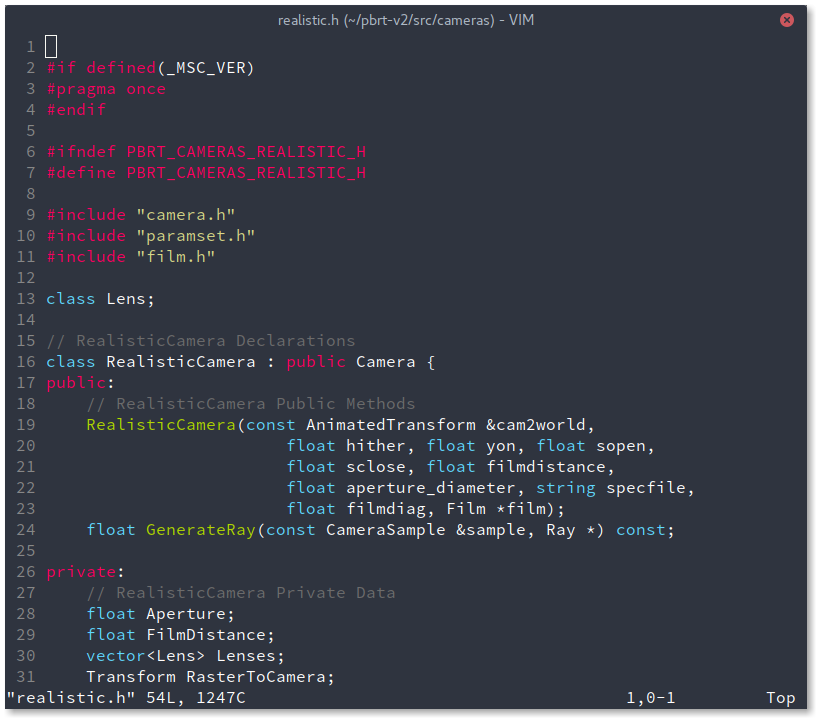 realistic.h (~/pbrt-v2/src/cameras) - VIM
1
2 #if defined(_MSC_VER)
3 #pragma once
4 #endif
5
6 #ifndef PBRT_CAMERAS_REALISTIC_H
7 #define PBRT_CAMERAS_REALISTIC_H
8
9 #include "camera.h"
10 #include "paramset.h"
11 #include "film.h"
12
13 class Lens;
14
15 // RealisticCamera Declarations
16 class RealisticCamera : public Camera {
17 public:
18     // RealisticCamera Public Methods
19     RealisticCamera(const AnimatedTransform &cam2world,
20                         float hither, float yon, float sopen,
21                         float sclose, float filmdistance,
22                         float aperture_diameter, string specfile,
23                         float filmdiag, Film *film);
24     float GenerateRay(const CameraSample &sample, Ray *) const;
25
26 private:
27     // RealisticCamera Private Data
28     float Aperture;
29     float FilmDistance;
30     vector<Lens> Lenses;
31     Transform RasterToCamera;
"realistic.h" 54L, 1247C 1,0-1 Top